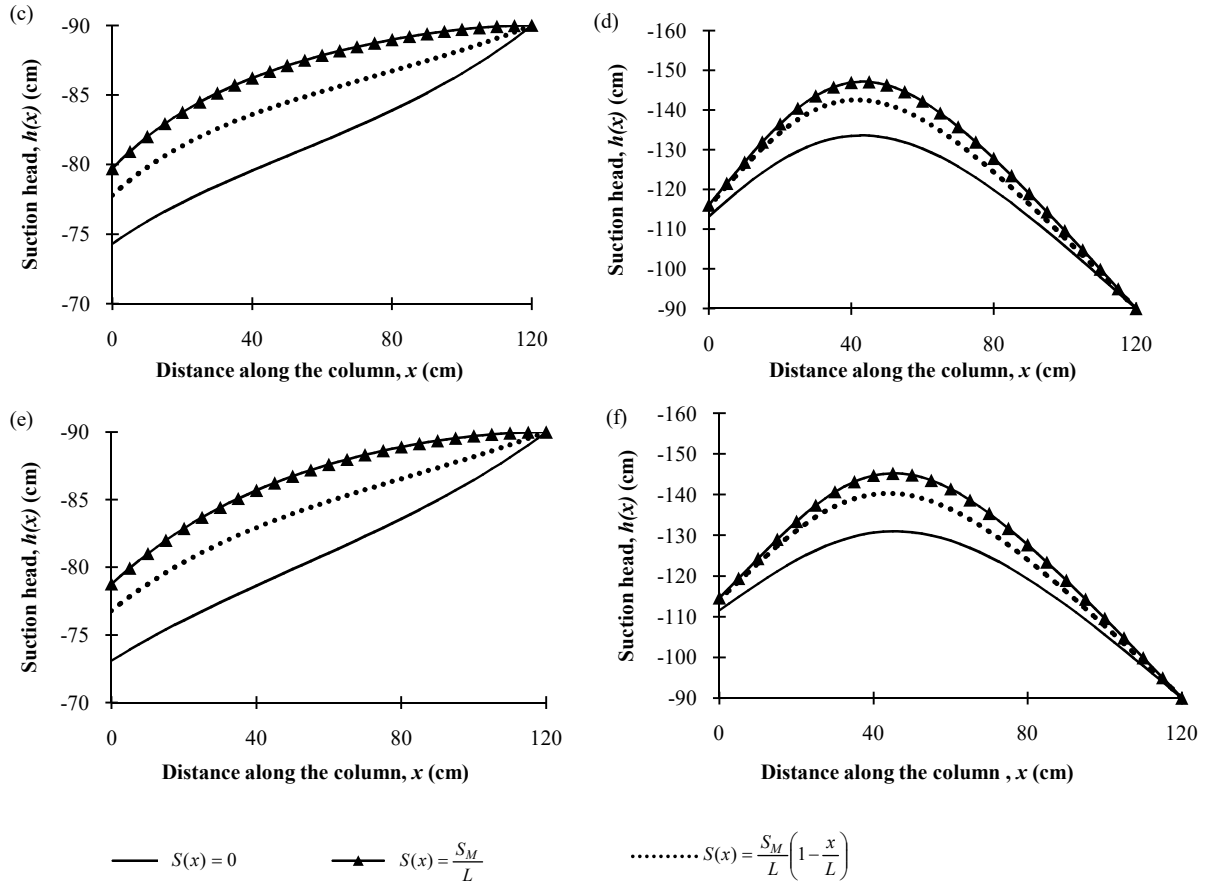 (c)
Suction head, h(x) (cm)
-90
-85
-80
-75
-70
0 40 80 120
Distance along the column, x (cm)
(d)
Suction head, h(x) (cm)
-160
-150
-140
-130
-120
-110
-100
-90
0 40 80 120
Distance along the column, x (cm)
(e)
Suction head, h(x) (cm)
-90
-85
-80
-75
-70
0 40 80 120
Distance along the column, x (cm)
(f)
Suction head, h(x) (cm)
-160
-150
-140
-130
-120
-110
-100
-90
0 40 80 120
Distance along the column , x (cm)
S(x) = 0
S(x) = S_M / L
S(x) = S_M / L (1 − x / L)